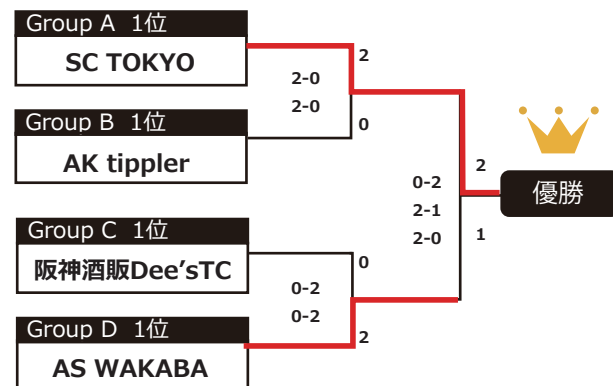 Group A 1位
SC TOKYO
2
2-0
2-0
0
Group B 1位
AK tippler
2
0-2
2-1
2-0
優勝
1
Group C 1位
阪神酒販Dee'sTC
0
0-2
0-2
2
Group D 1位
AS WAKABA